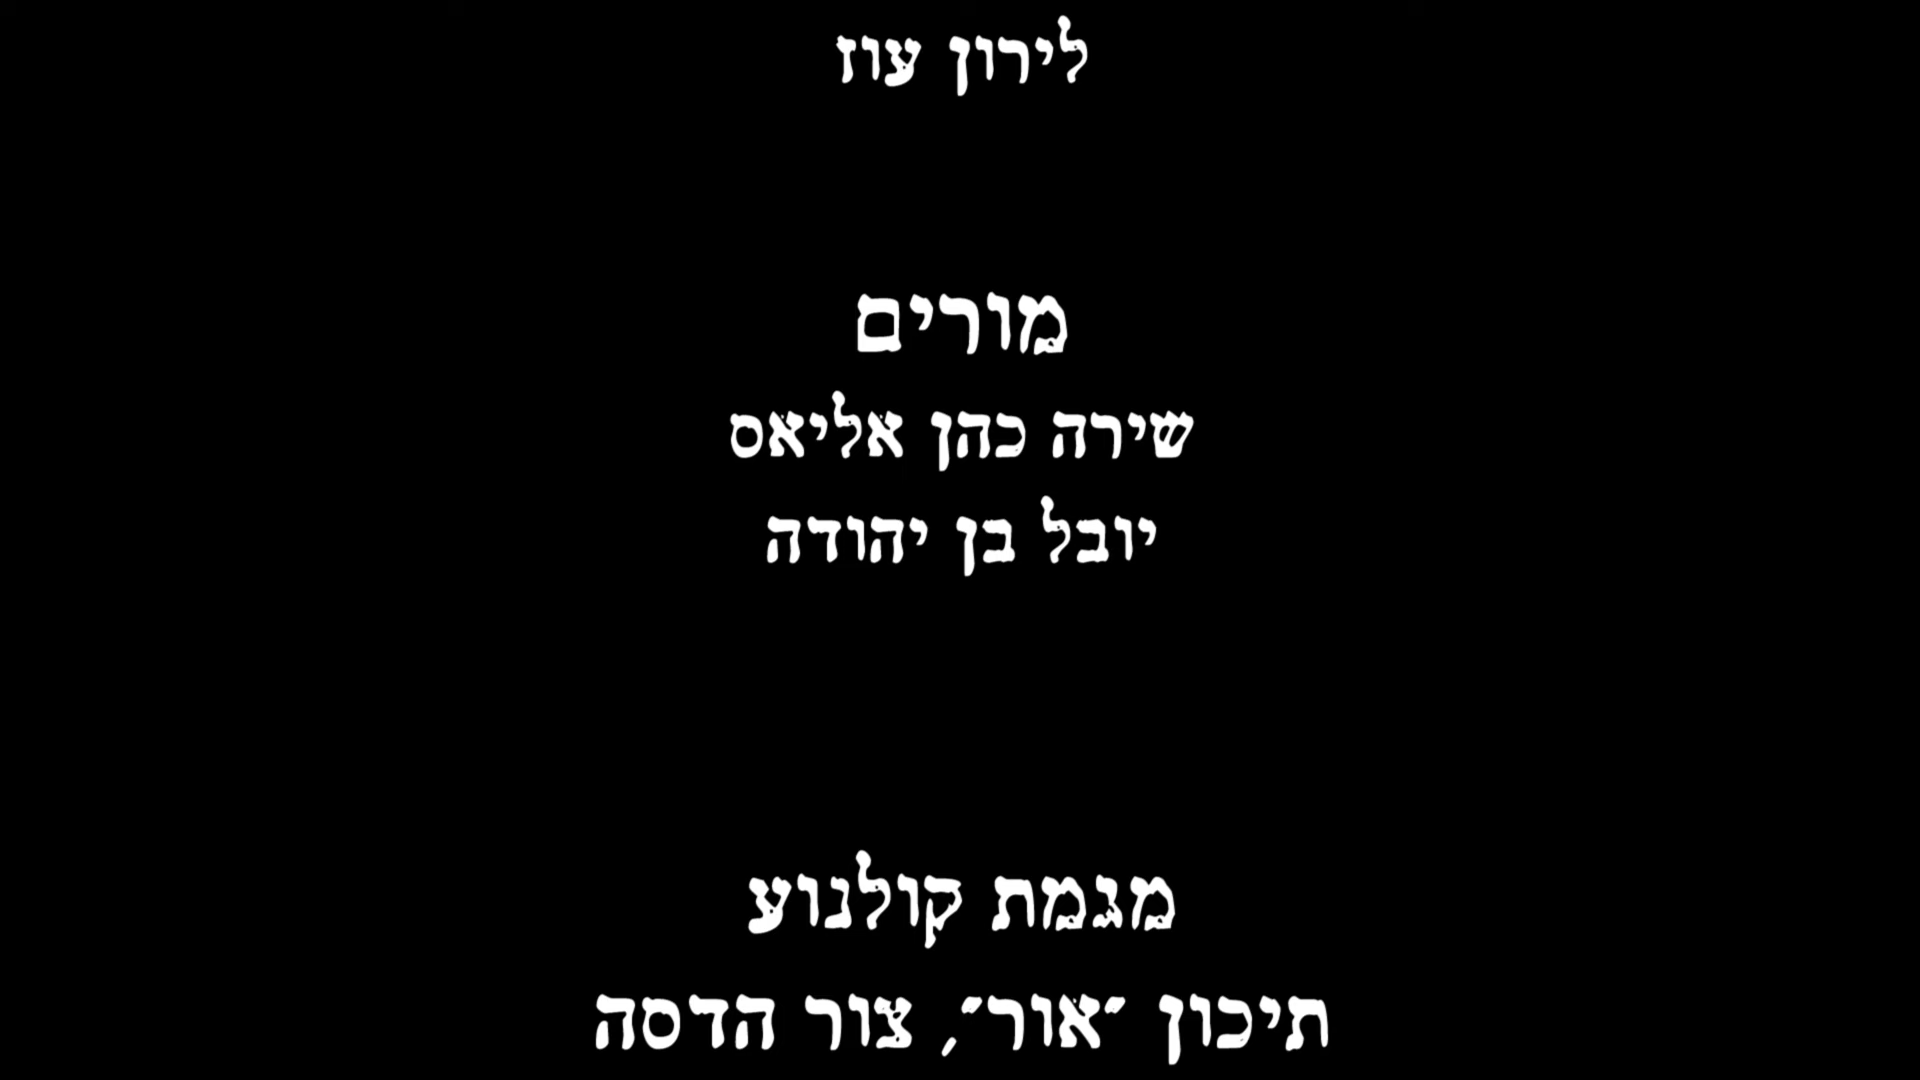 לירון עוז
מורים
שירה כהן אליאס
יובל בן יהודה
מגמת קולנוע
תיכון ״אור״, צור הדסה